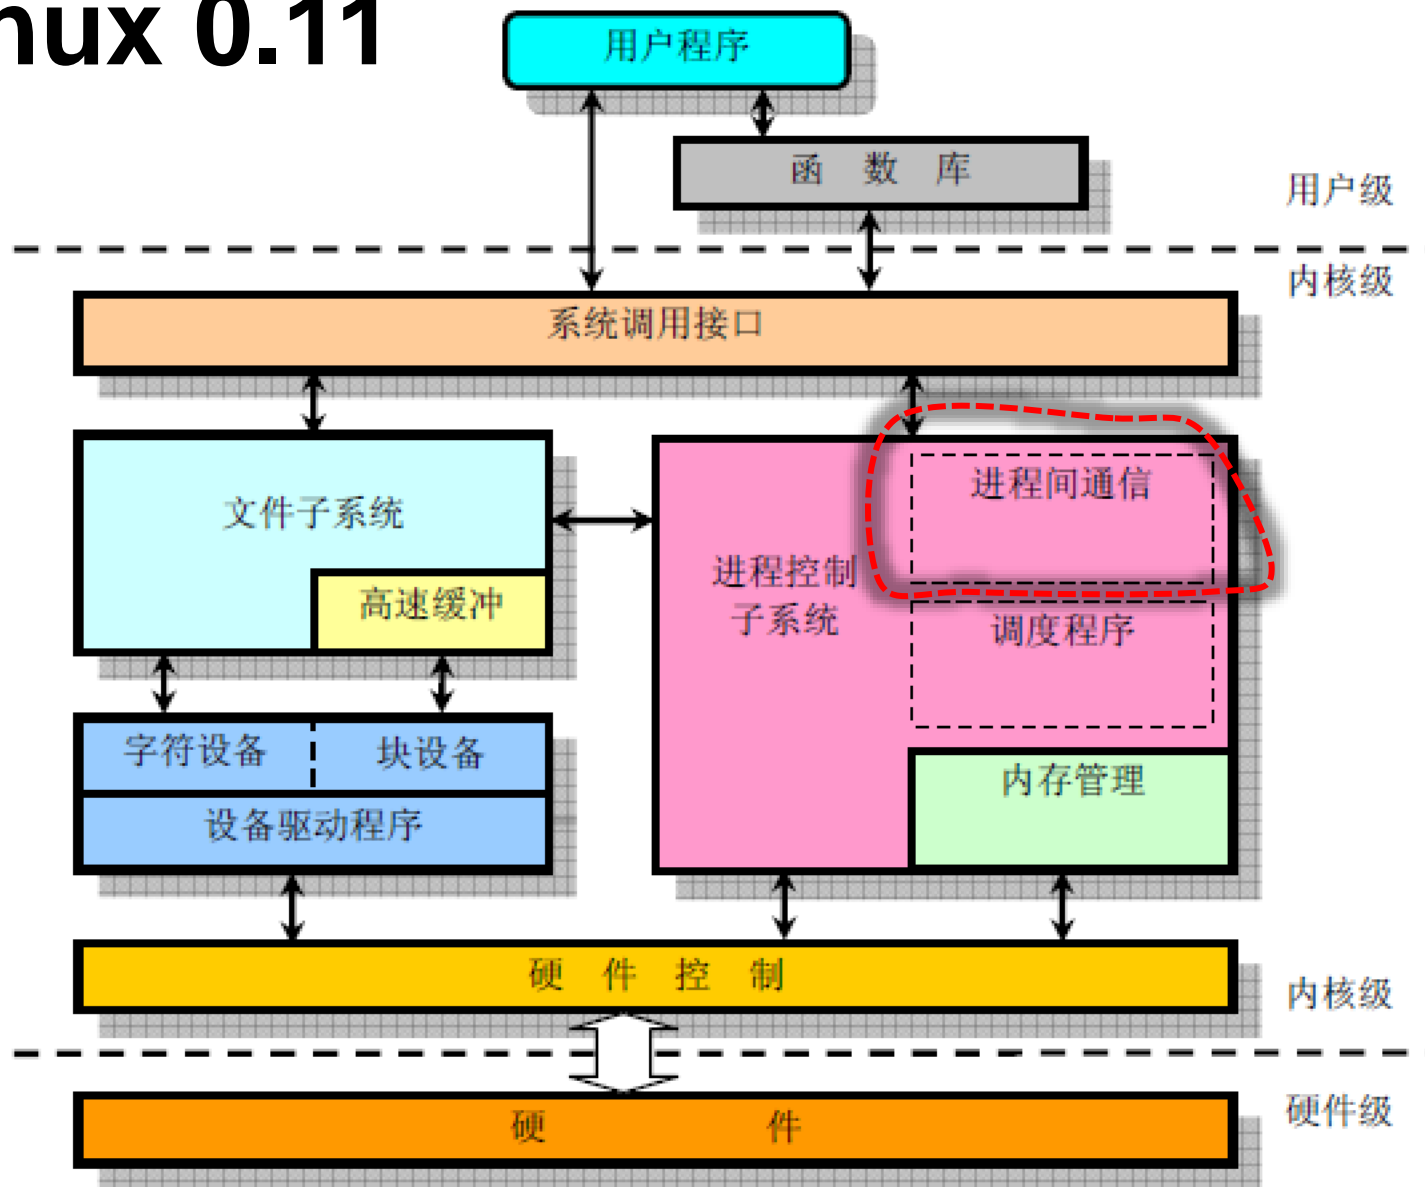 nux 0.11
用户程序
函 数 库
用户级
内核级
系统调用接口
文件子系统
高速缓冲
进程间通信
进程控制
子系统
调度程序
字符设备
块设备
设备驱动程序
内存管理
硬 件 控 制
内核级
硬 件
硬件级